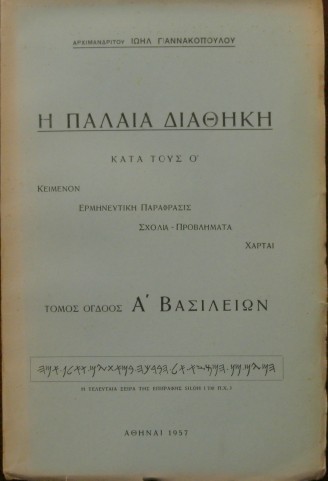 ΑΡΧΙΜΑΝΔΡΙΤΟΥ ΙΩΗΛ ΓΙΑΝΝΑΚΟΠΟΥΛΟΥ
Η ΠΑΛΑΙΑ ΔΙΑΘΗΚΗ
ΚΑΤΑ ΤΟΥΣ Ο'
ΚΕΙΜΕΝΟΝ
ΕΡΜΗΝΕΥΤΙΚΗ ΠΑΡΑΦΡΑΣΙΣ
ΣΧΟΛΙΑ - ΠΡΟΒΛΗΜΑΤΑ
ΧΑΡΤΑΙ
ΤΟΜΟΣ ΟΓΔΟΟΣ Α' ΒΑΣΙΛΕΙΩΝ
Η ΤΕΛΕΥΤΑΙΑ ΣΕΙΡΑ ΤΗΣ ΕΠΙΓΡΑΦΗΣ
ΑΘΗΝΑΙ 1957